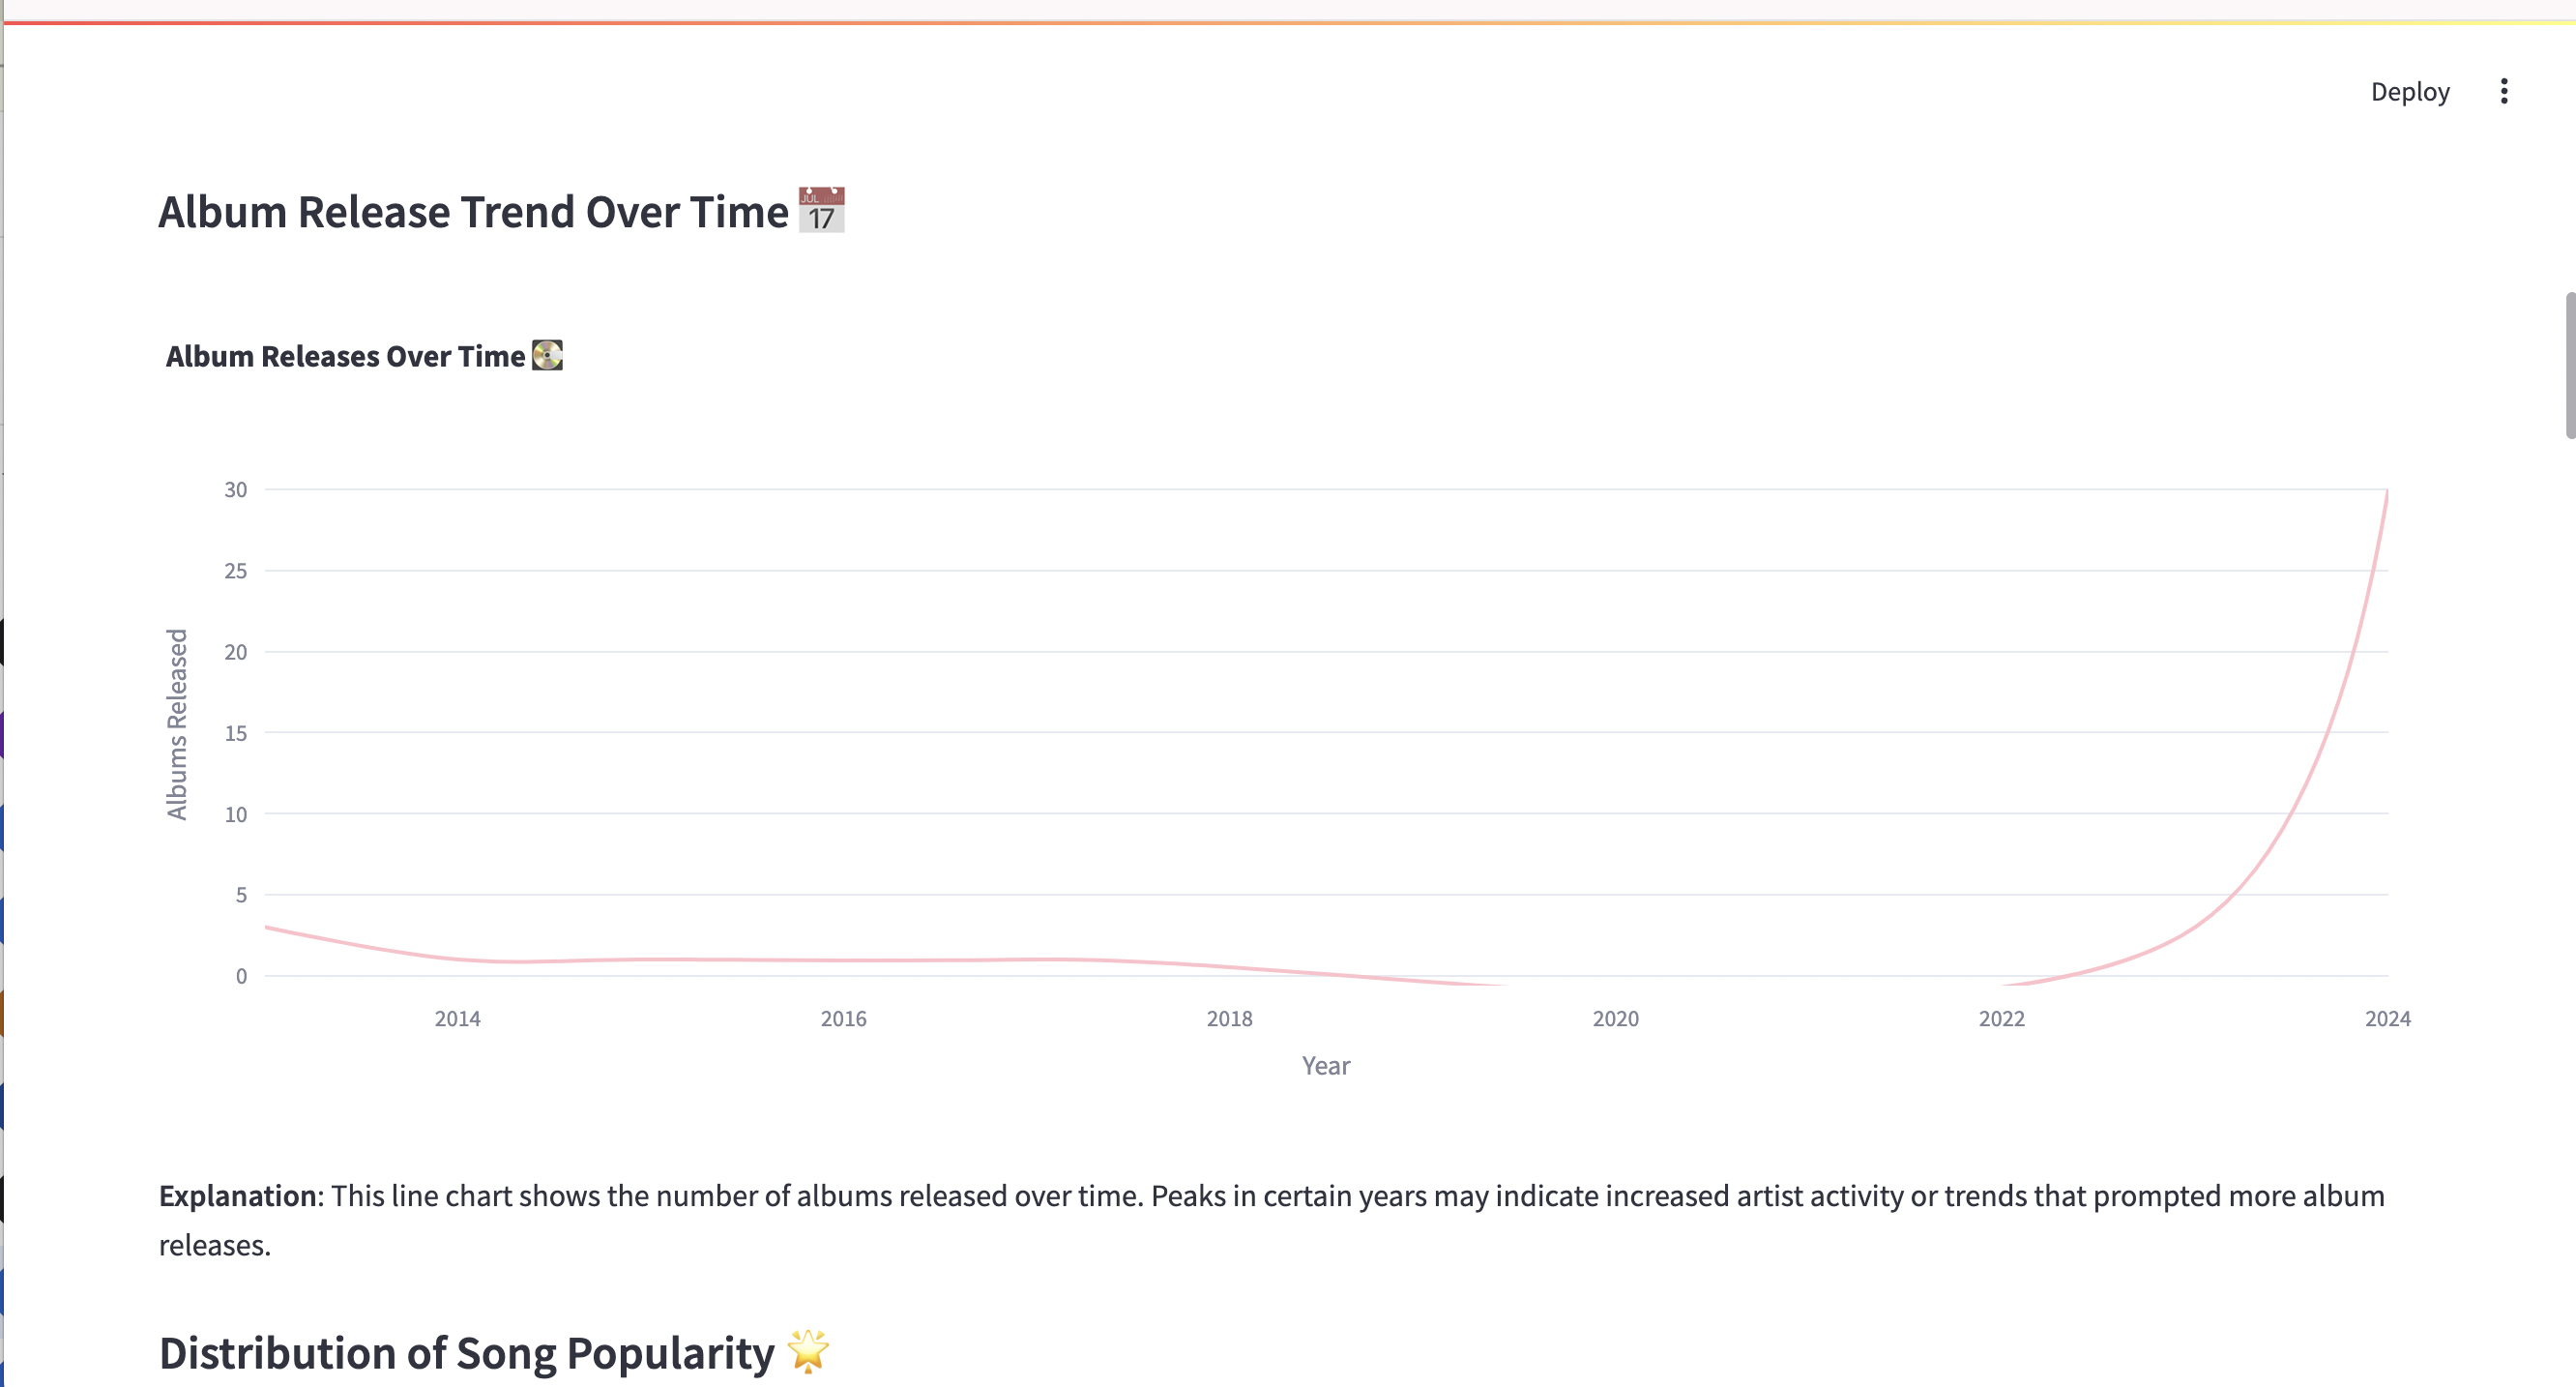 Deploy
Album Release Trend Over Time
JUL
17
Album Releases Over Time
30
25
20
15
10
5
0
Albums Released
2014 2016 2018 2020 2022 2024
Year
Explanation: This line chart shows the number of albums released over time. Peaks in certain years may indicate increased artist activity or trends that prompted more album
releases.
Distribution of Song Popularity